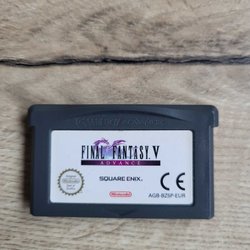 GAME BOY ADVANCE
FINAL FANTASY V
ADVANCE
SQUARE ENIX.
Nintendo
CE
AGB-BZ5P-EUR